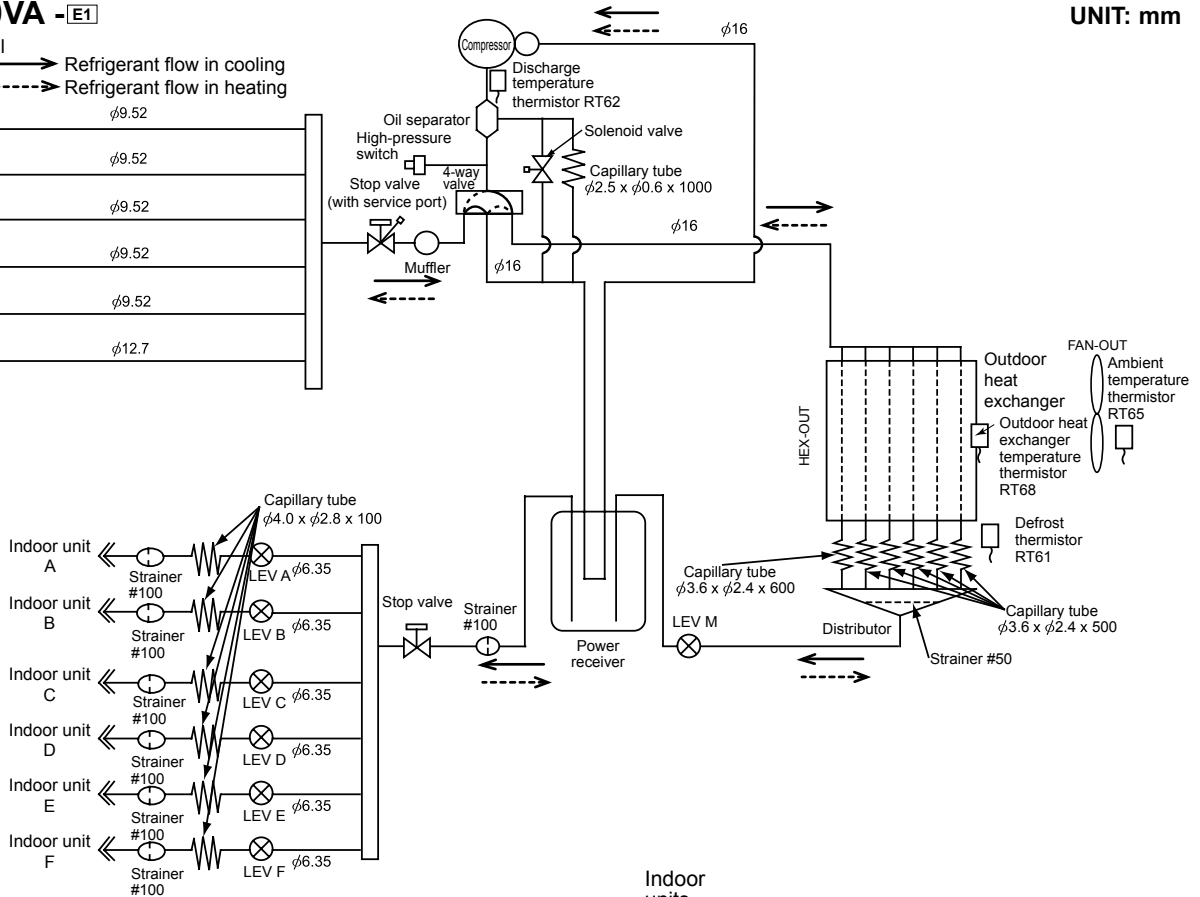 VA - E1
UNIT: mm
Refrigerant flow in cooling
Refrigerant flow in heating
ϕ9.52
ϕ9.52
ϕ9.52
ϕ9.52
ϕ9.52
ϕ12.7
Compressor
ϕ16
Discharge
temperature
thermistor RT62
Oil separator
High-pressure
switch
Solenoid valve
4-way
valve
Capillary tube
ϕ2.5 x ϕ0.6 x 1000
Stop valve
(with service port)
Muffler
ϕ16
ϕ16
FAN-OUT
Outdoor
heat
exchanger
Ambient
temperature
thermistor
RT65
HEX-OUT
Outdoor heat
exchanger
temperature
thermistor
RT68
Defrost
thermistor
RT61
Capillary tube
ϕ3.6 x ϕ2.4 x 600
Capillary tube
ϕ3.6 x ϕ2.4 x 500
Distributor
Strainer #50
LEV M
Power
receiver
Strainer
#100
Stop valve
Capillary tube
ϕ4.0 x ϕ2.8 x 100
Indoor unit
A
Strainer
#100
LEV A
ϕ6.35
Indoor unit
B
Strainer
#100
LEV B
ϕ6.35
Indoor unit
C
Strainer
#100
LEV C
ϕ6.35
Indoor unit
D
Strainer
#100
LEV D
ϕ6.35
Indoor unit
E
Strainer
#100
LEV E
ϕ6.35
Indoor unit
F
Strainer
#100
LEV F
ϕ6.35
Indoor
units